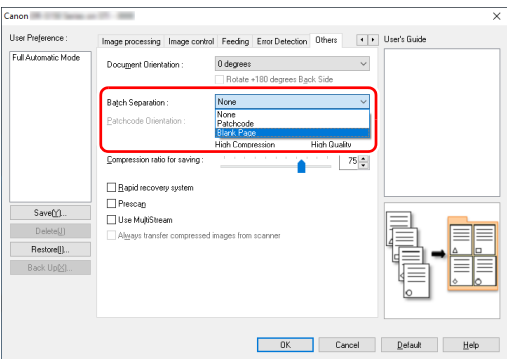 Canon
User Preference :
Full Automatic Mode
Save(Y)...
Restore(I)...
Image processing Image control Feeding Error Detection Others
Document Orientation : 0 degrees
Rotate +180 degrees Back Side
Batch Separation : None
None
Patchcode Orientation : Patchcode
Blank Page
High Compression High Quality
Compression ratio for saving : 75
Rapid recovery system
Prescan
Use MultiStream
Always transfer compressed images from scanner
User's Guide
OK Cancel Default Help